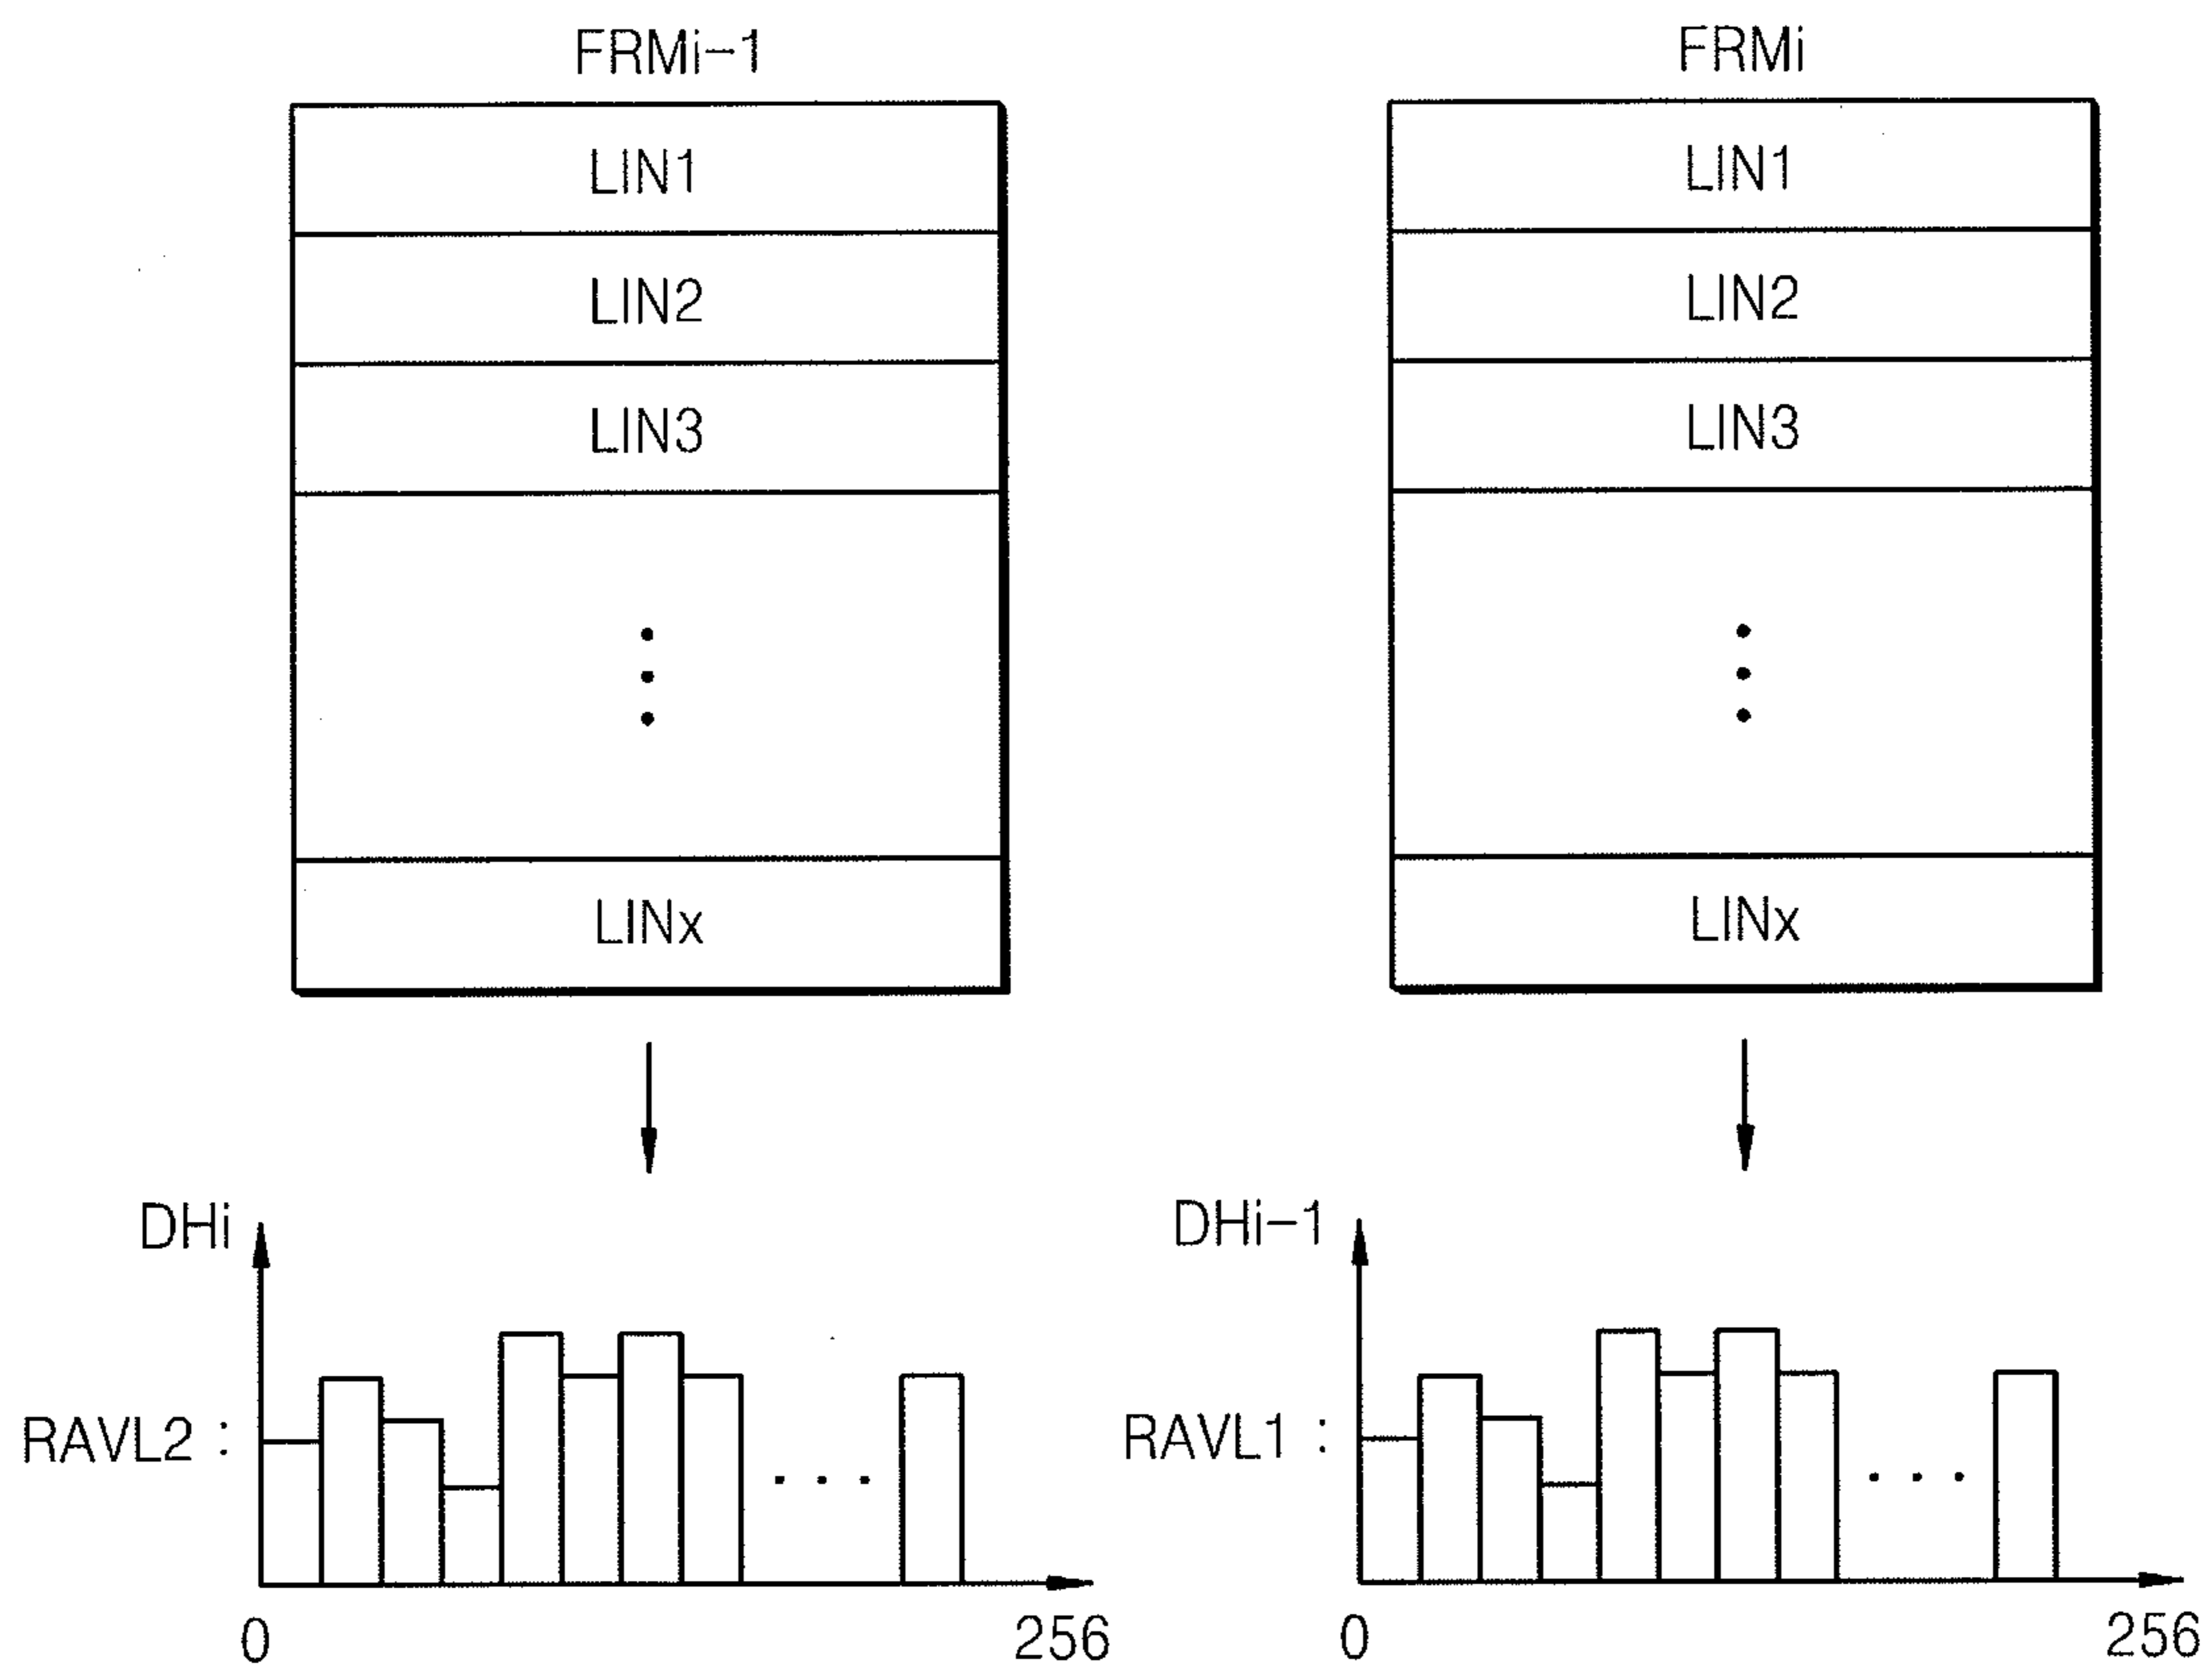 FRMi-1
LIN1
LIN2
LIN3
LINx
DHi
RAVL2 :
0
256
FRMi
LIN1
LIN2
LIN3
LINx
DHi-1
RAVL1 :
0
256